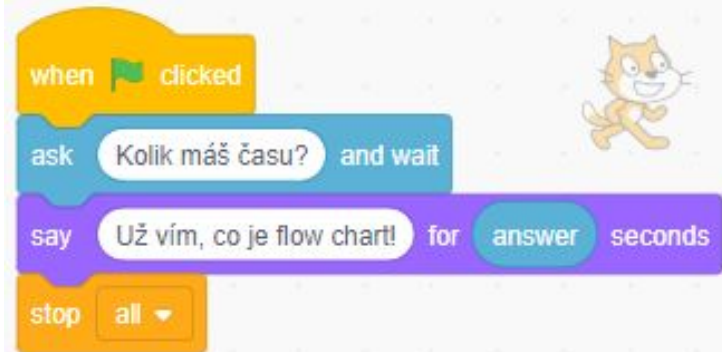 when clicked
ask Kolik máš času? and wait
say Už vím, co je flow chart! for answer seconds
stop all